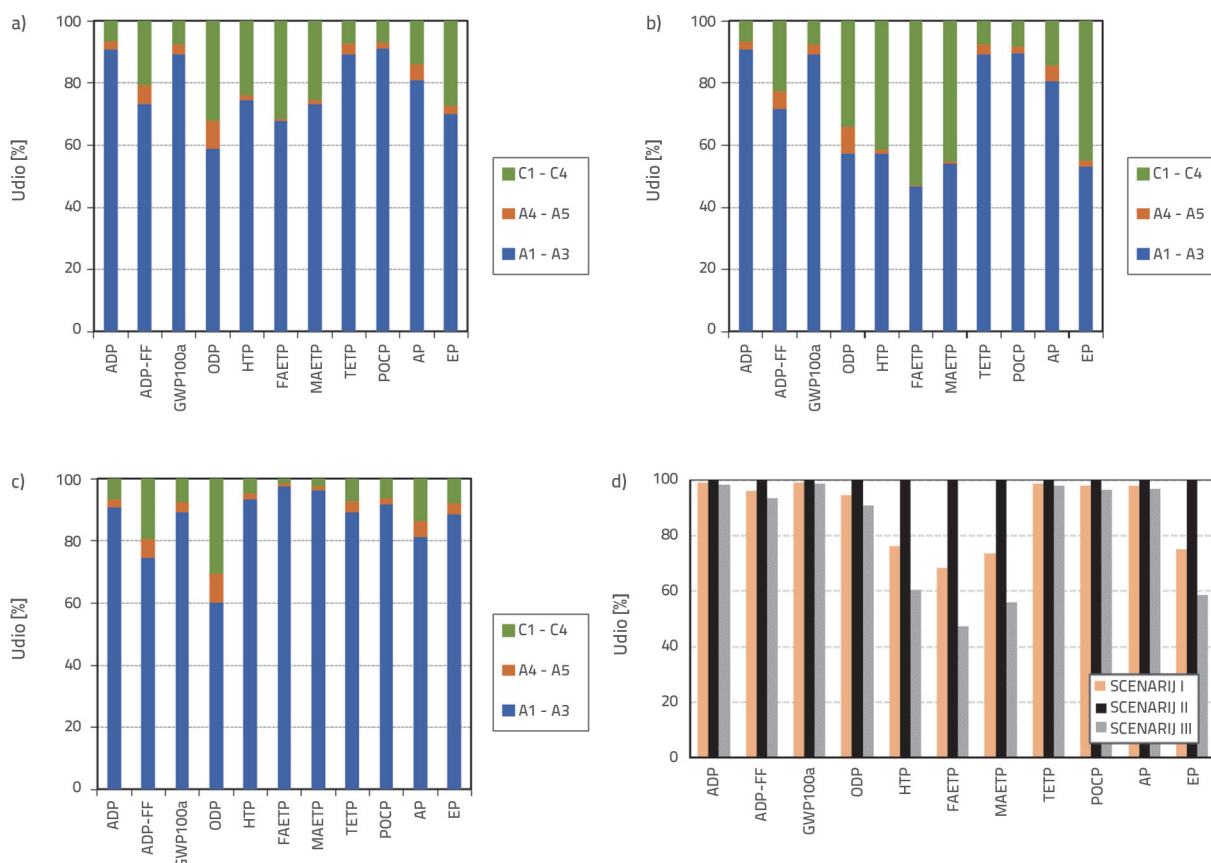 a)
100
80
60
40
20
0
Udio [%]
ADP
ADP-FF
GWP100a
ODP
HTP
FAETP
MAETP
TETP
POCP
AP
EP
C1 - C4
A4 - A5
A1 - A3
b)
100
80
60
40
20
0
Udio [%]
ADP
ADP-FF
GWP100a
ODP
HTP
FAETP
MAETP
TETP
POCP
AP
EP
C1 - C4
A4 - A5
A1 - A3
c)
100
80
60
40
20
0
Udio [%]
ADP
ADP-FF
GWP100a
ODP
HTP
FAETP
MAETP
TETP
POCP
AP
EP
C1 - C4
A4 - A5
A1 - A3
d)
100
80
60
40
20
0
Udio [%]
ADP
ADP-FF
GWP100a
ODP
HTP
FAETP
MAETP
TETP
POCP
AP
EP
SCENARIJ I
SCENARIJ II
SCENARIJ III